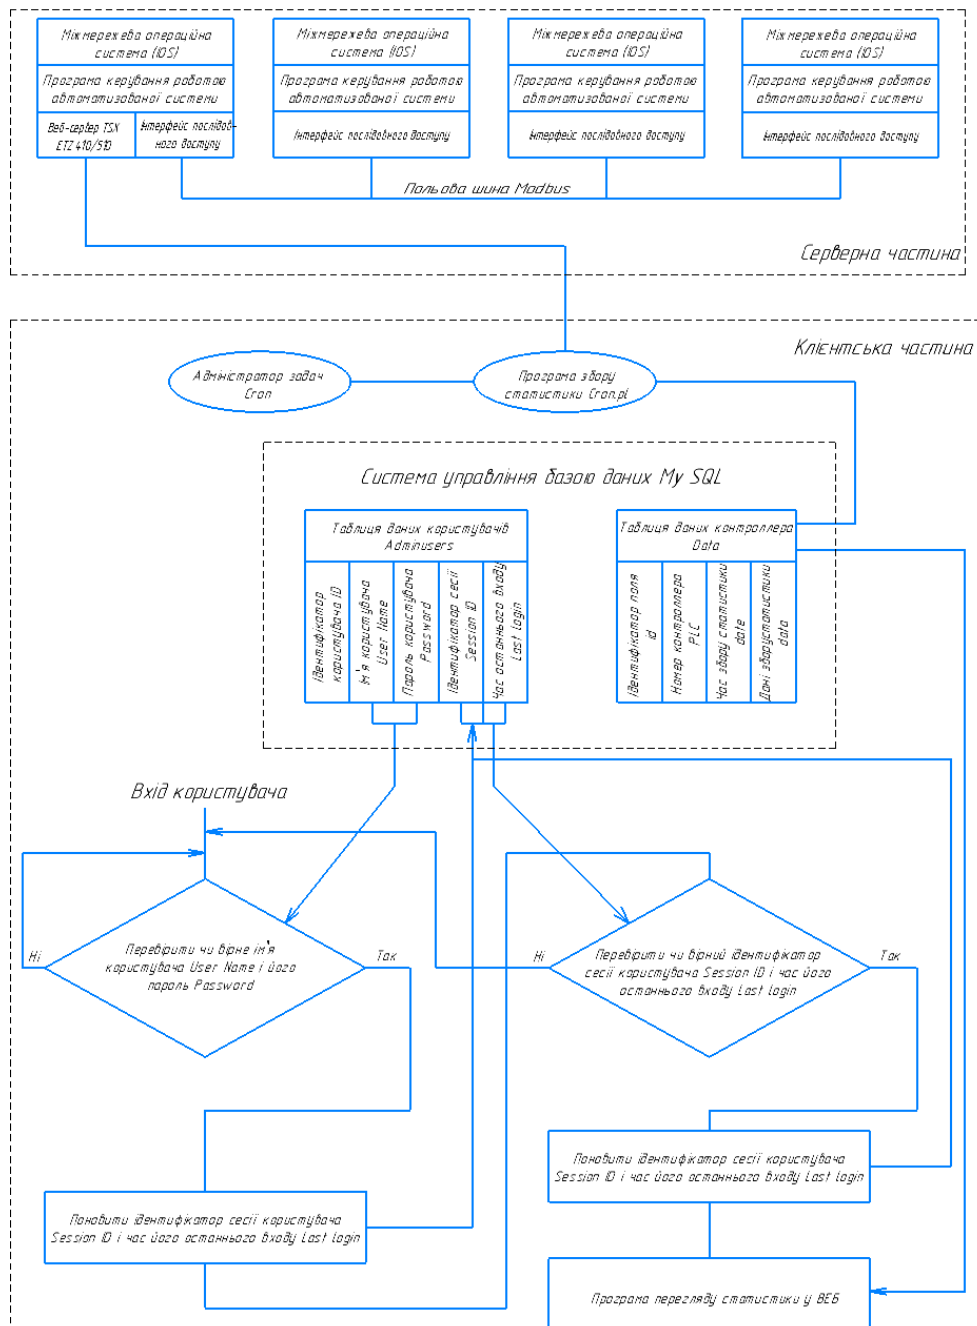 Міжмережева операційна
система (IOS)
Програма керування роботою
автоматизованої системи
Веб-сервер TSX
ETZ 410/510
Інтерфейс послідов-
ного доступу
Міжмережева операційна
система (IOS)
Програма керування роботою
автоматизованої системи
Інтерфейс послідовного доступу
Міжмережева операційна
система (IOS)
Програма керування роботою
автоматизованої системи
Інтерфейс послідовного доступу
Міжмережева операційна
система (IOS)
Програма керування роботою
автоматизованої системи
Інтерфейс послідовного доступу
Польова шина Modbus
Серверна частина
Клієнтська частина
Адміністратор задач
Cron
Програма збору
статистики Cron.pl
Система управління базою даних My SQL
Таблиця даних користувачів
Adminusers
Ідентифікатор
користувача ID
Ім'я користувача
User Name
Пароль користувача
Password
Ідентифікатор сесії
Session ID
Час останнього входу
Last login
Таблиця даних контроллера
Data
Ідентифікатор поля
id
Номер контроллера
PLC
Час збору статистики
date
Дані зборустатистики
data
Вхід користувача
Перевірити чи вірне ім'я
користувача User Name і його
пароль Password
Ні
Так
Перевірити чи вірний ідентифікатор
сесії користувача Session ID і час його
останнього входу Last login
Ні
Так
Поновити ідентифікатор сесії користувача
Session ID і час його останнього входу Last login
Поновити ідентифікатор сесії користувача
Session ID і час його останнього входу Last login
Програма перегляду статистики у ВЕБ